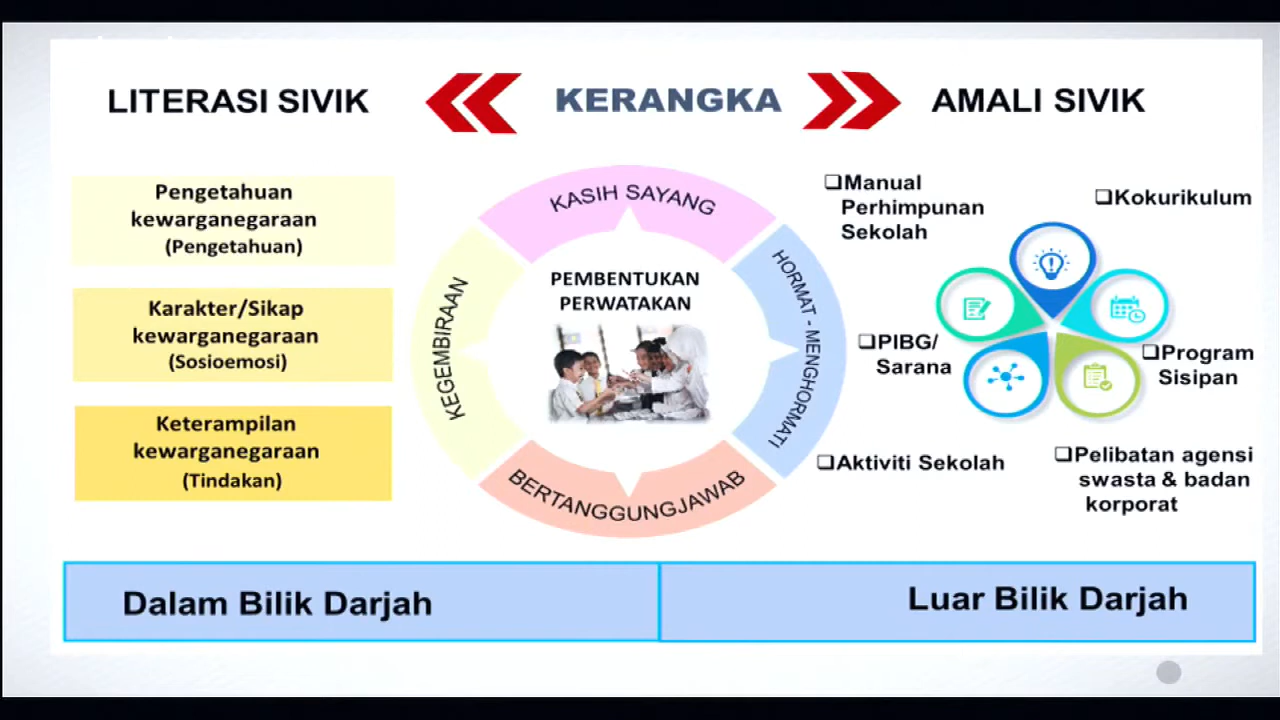 LITERASI SIVIK
KERANGKA
AMALI SIVIK
Pengetahuan
kewarganegaraan
(Pengetahuan)
Karakter/Sikap
kewarganegaraan
(Sosioemosi)
Keterampilan
kewarganegaraan
(Tindakan)
KASIH SAYANG
HORMAT - MENGHORMATI
BERTANGGUNGJAWAB
KEGEMBIRAAN
PEMBENTUKAN
PERWATAKAN
❑Manual
Perhimpunan
Sekolah
❑Kokurikulum
❑PIBG/
Sarana
❑Program
Sisipan
❑Aktiviti Sekolah
❑Pelibatan agensi
swasta & badan
korporat
Dalam Bilik Darjah
Luar Bilik Darjah